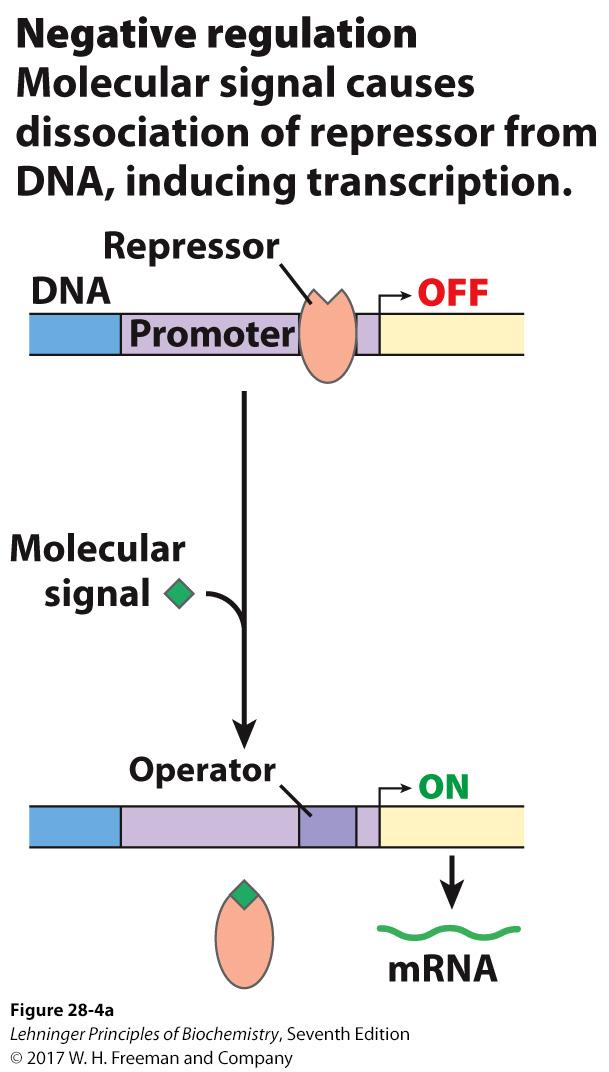 Negative regulation
Molecular signal causes
dissociation of repressor from
DNA, inducing transcription.
Repressor
DNA
OFF
Promoter
Molecular
signal
Operator
ON
mRNA
Figure 28-4a
Lehninger Principles of Biochemistry, Seventh Edition
© 2017 W. H. Freeman and Company